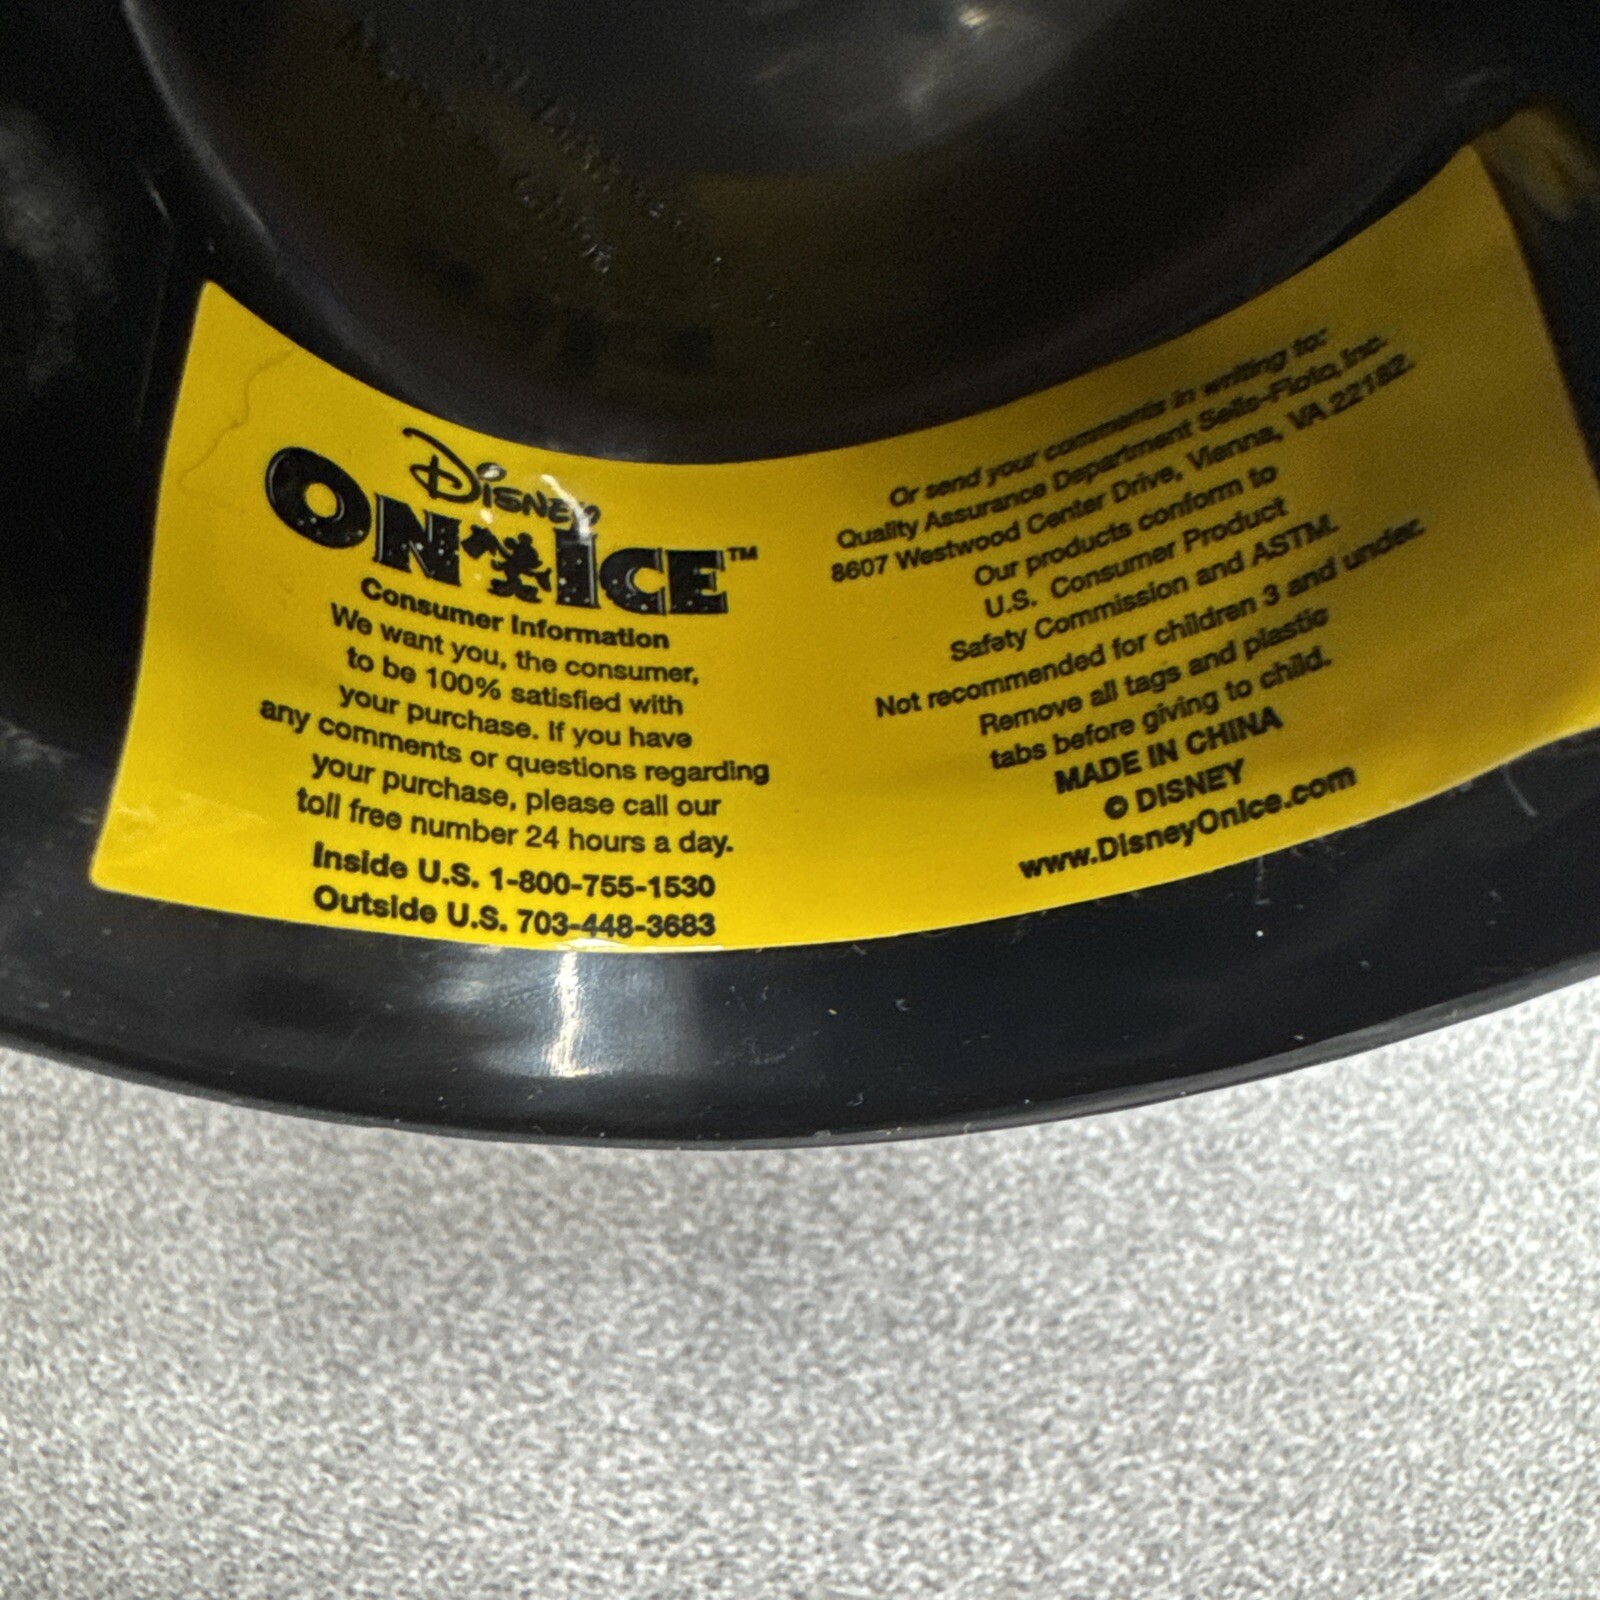 Disney
ON ICE™
Consumer Information
We want you, the consumer,
to be 100% satisfied with
your purchase. If you have
any comments or questions regarding
your purchase, please call our
toll free number 24 hours a day.
Inside U.S. 1-800-755-1530
Outside U.S. 703-448-3683
Or send your comments in writing to:
Quality Assurance Department Sells-Floto, Inc.
8607 Westwood Center Drive, Vienna, VA 22182.
Our products conform to
U.S. Consumer Product
Safety Commission and ASTM.
Not recommended for children 3 and under.
Remove all tags and plastic
tabs before giving to child.
MADE IN CHINA
© DISNEY
www.DisneyOnIce.com